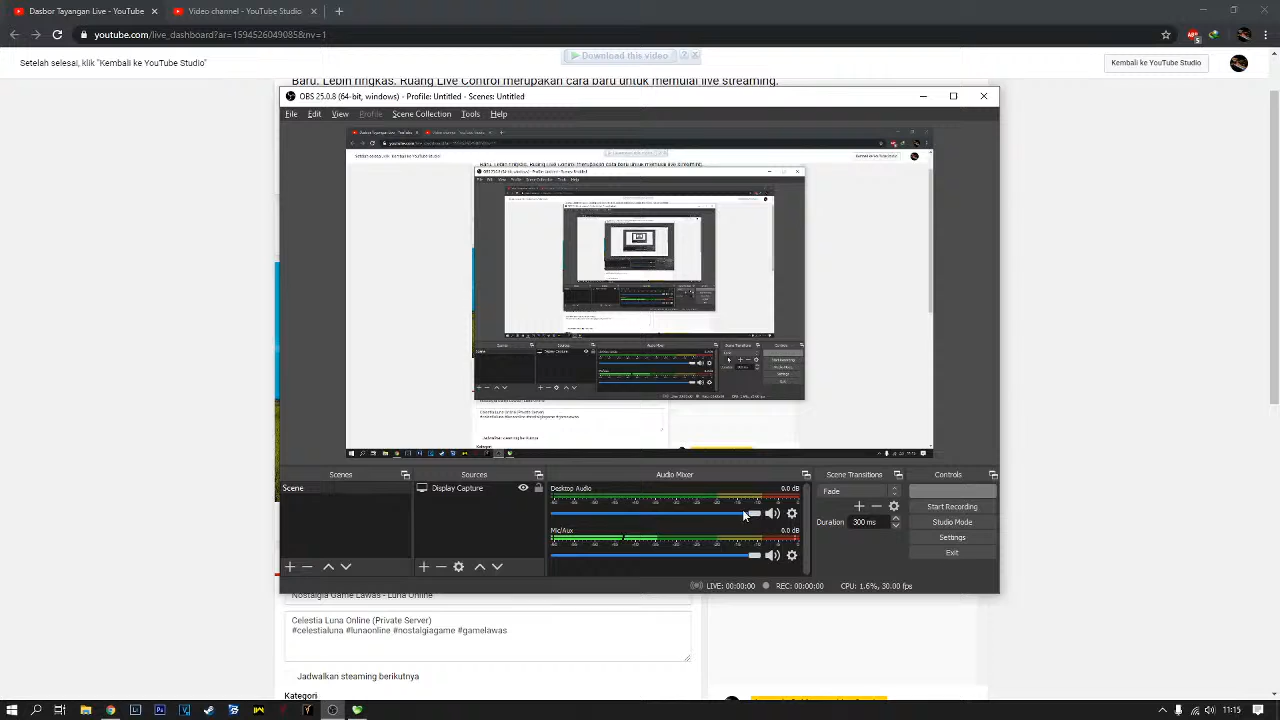 Dasbor Tayangan Live - YouTube
Video channel - YouTube Studio
youtube.com/live_dashboard?ar=1594526049085&nv=1
Setelah selesai, klik "Kembali ke YouTube Studio"
Download this video
Kembali ke YouTube Studio
Baru. Lebih ringkas. Ruang Live Control merupakan cara baru untuk memulai live streaming.
OBS 25.0.8 (64-bit, windows) - Profile: Untitled - Scenes: Untitled
File Edit View Profile Scene Collection Tools Help
Scenes
Sources
Audio Mixer
Scene Transitions
Controls
Scene
Display Capture
Desktop Audio 0.0 dB
Mic/Aux 0.0 dB
Fade
Duration 300 ms
Start Recording
Studio Mode
Settings
Exit
LIVE: 00:00:00 REC: 00:00:00 CPU: 1.6%, 30.00 fps
Nostalgia Game Lawas - Luna Online
Celestia Luna Online (Private Server)
#celestialuna #lunaonline #nostalgiagame #gamelawas
Jadwalkan steaming berikutnya
Kategori
11:15